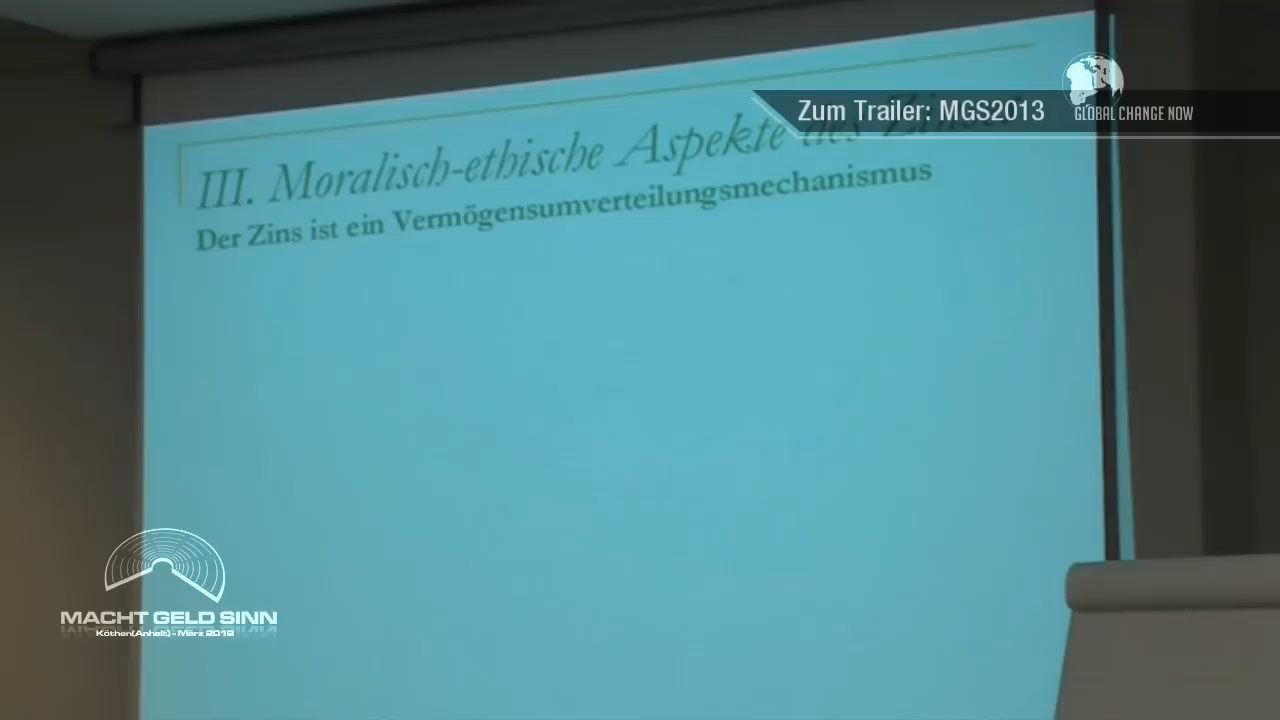 Zum Trailer: MGS2013
GLOBAL CHANGE NOW
III. Moralisch-ethische Aspekte des
Der Zins ist ein Vermögensumverteilungsmechanismus
MACHT GELD SINN
Köthen(Anhalt) - März 2012